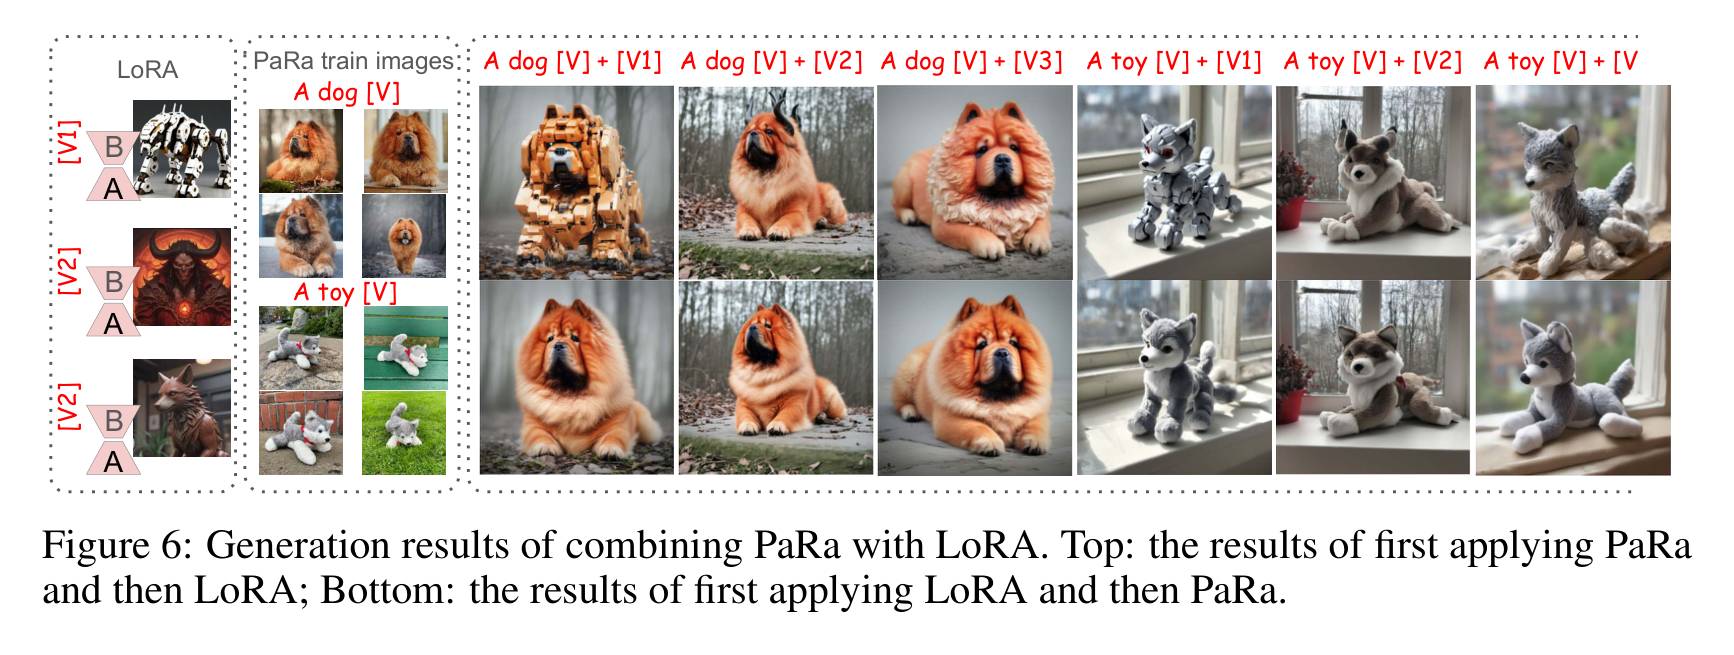 LoRA
[V1]
B
A
[V2]
B
A
[V2]
B
A
PaRa train images
A dog [V]
A toy [V]
A dog [V] + [V1]
A dog [V] + [V2]
A dog [V] + [V3]
A toy [V] + [V1]
A toy [V] + [V2]
A toy [V] + [V
Figure 6: Generation results of combining PaRa with LoRA. Top: the results of first applying PaRa
and then LoRA; Bottom: the results of first applying LoRA and then PaRa.